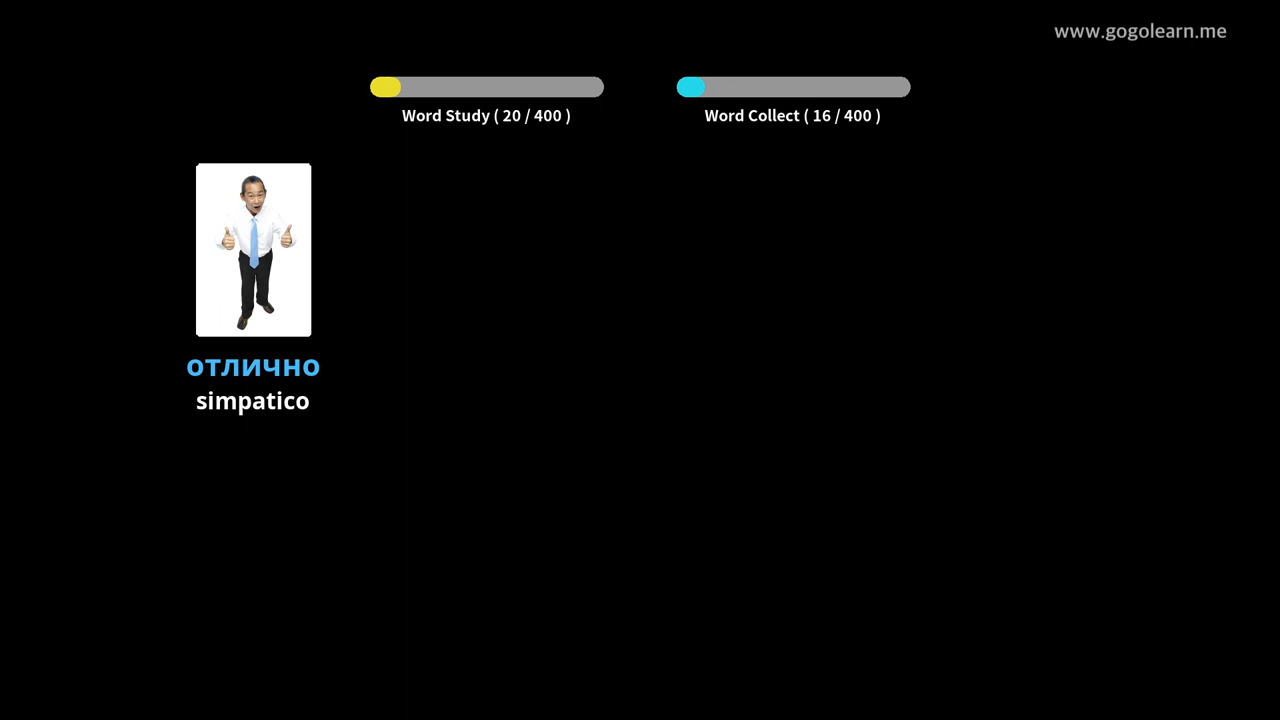 www.gogolearn.me
Word Study ( 20 / 400 )
Word Collect ( 16 / 400 )
отлично
simpatico